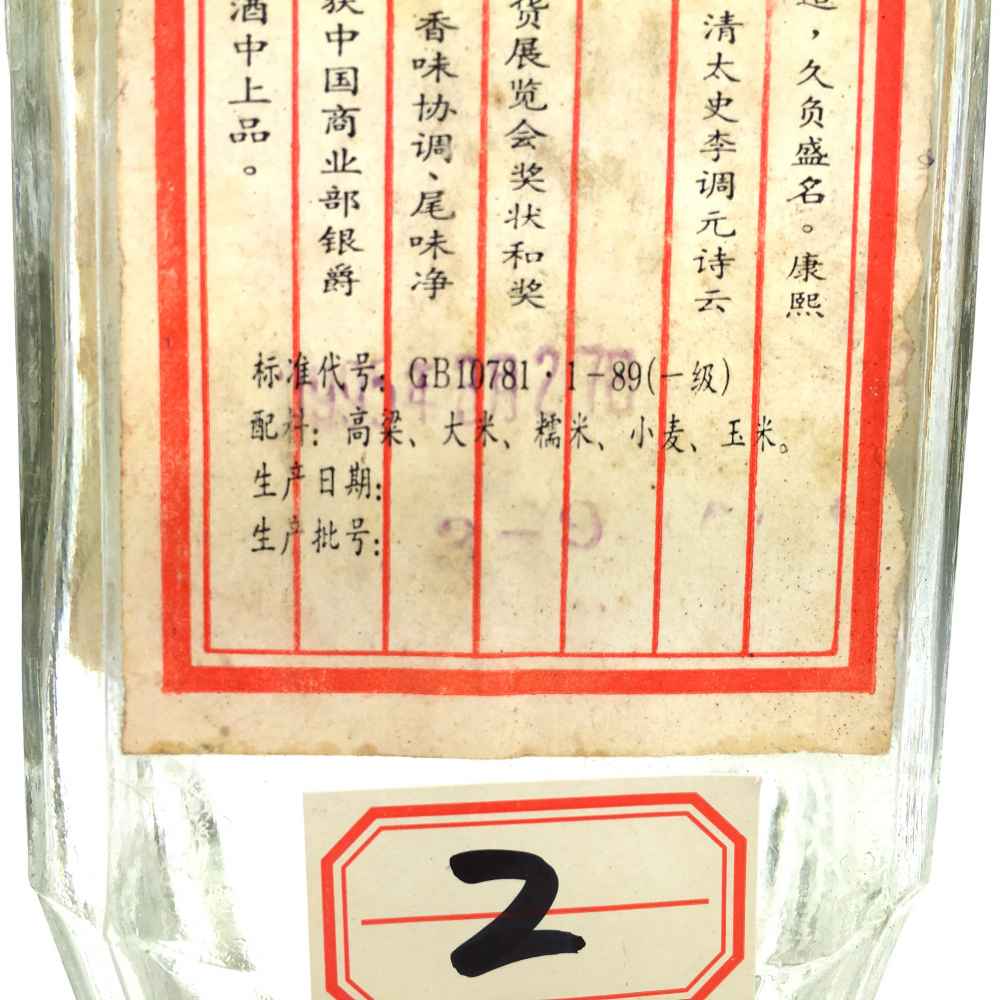 ，久负盛名。康熙
清太史李调元诗云
货展览会奖状和奖
香味协调、尾味净
获中国商业部银爵
酒中上品。
标准代号：GB10781·1-89(一级)
配料：高粱、大米、糯米、小麦、玉米。
生产日期：
生产批号：
2